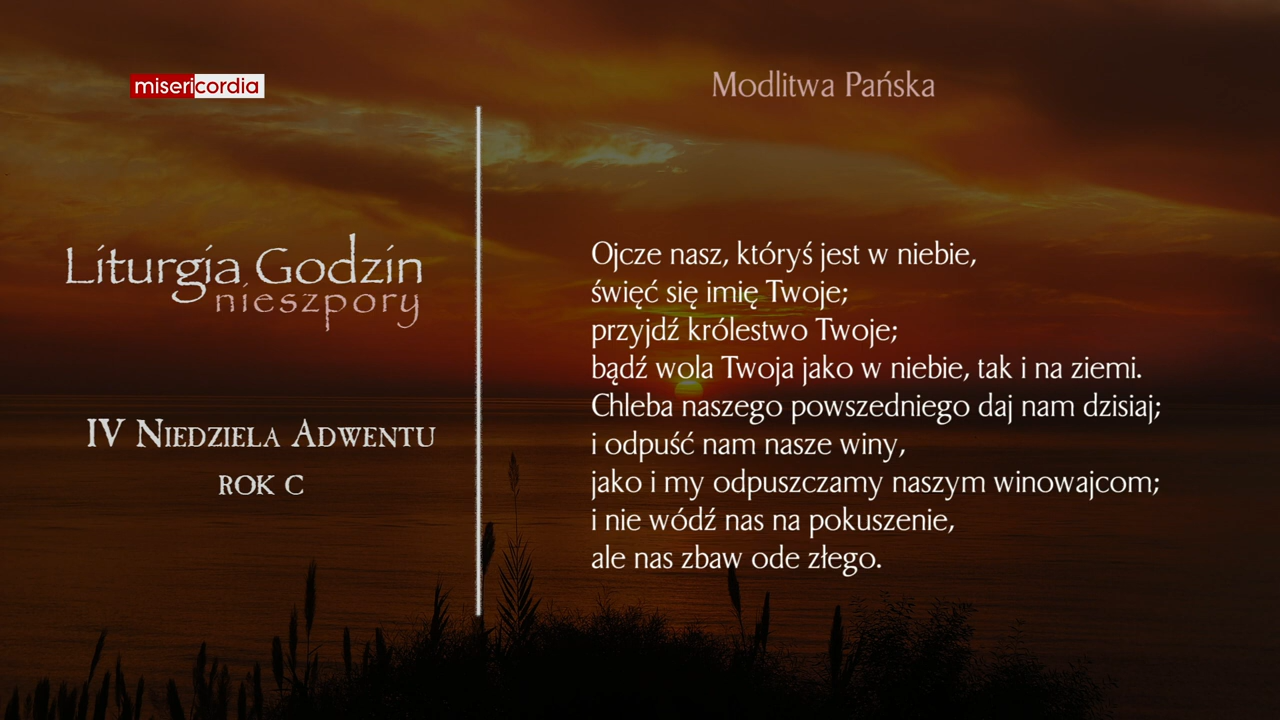 misericordia
Modlitwa Pańska
Liturgia Godzin
nieszpory
IV Niedziela Adwentu
rok C
Ojcze nasz, któryś jest w niebie,
święć się imię Twoje;
przyjdź królestwo Twoje;
bądź wola Twoja jako w niebie, tak i na ziemi.
Chleba naszego powszedniego daj nam dzisiaj;
i odpuść nam nasze winy,
jako i my odpuszczamy naszym winowajcom;
i nie wódź nas na pokuszenie,
ale nas zbaw ode złego.